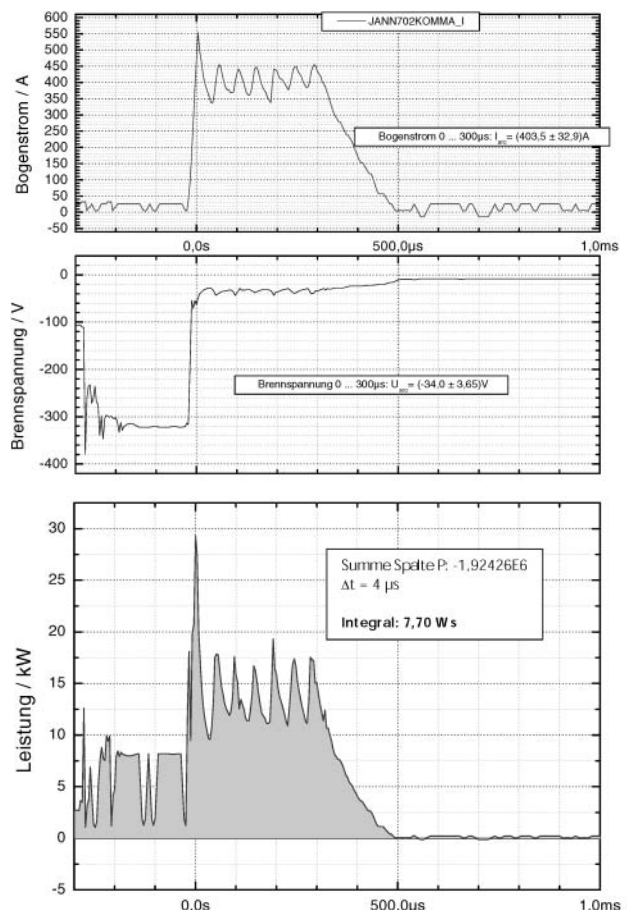 JANN702KOMMA_I
Bogenstrom / A
600
550
500
450
400
350
300
250
200
150
100
50
0
-50
Bogenstrom 0 ... 300µs: I_arc= (403,5 ± 32,9)A
0,0s
500,0µs
1,0ms
Brennspannung / V
0
-100
-200
-300
-400
Brennspannung 0 ... 300µs: U_arc= (-34,0 ± 3,65)V
Leistung / kW
30
25
20
15
10
5
0
-5
Summe Spalte P: -1,92426E6
Δt = 4 µs
Integral: 7,70 Ws
0,0s
500,0µs
1,0ms